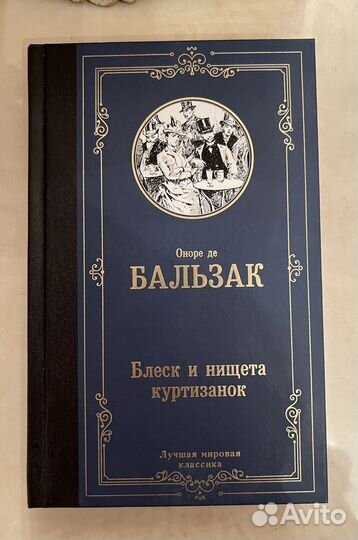 Оноре де
БАЛЬЗАК
Блеск и нищета
куртизанок
Лучшая мировая
классика
Avito